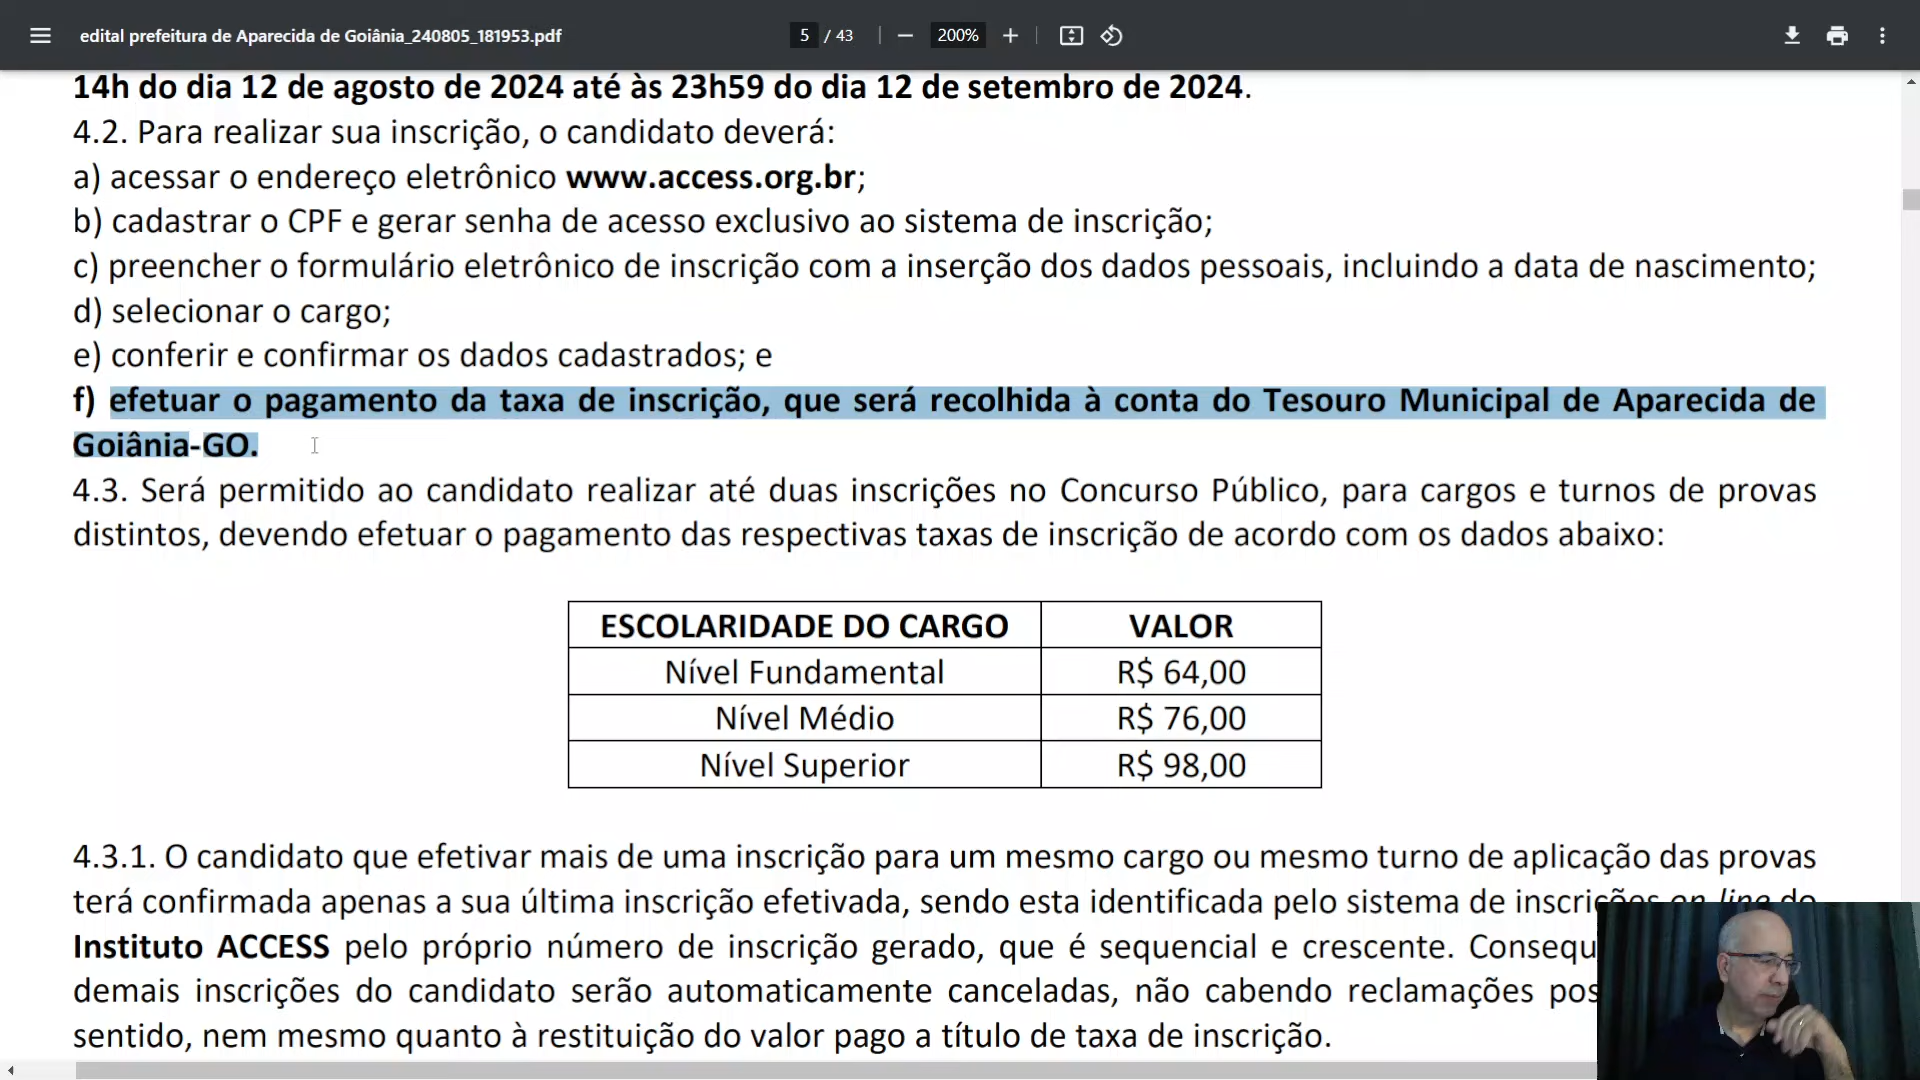 edital prefeitura de Aparecida de Goiânia_240805_181953.pdf
5 / 43
200%
14h do dia 12 de agosto de 2024 até às 23h59 do dia 12 de setembro de 2024.
4.2. Para realizar sua inscrição, o candidato deverá:
a) acessar o endereço eletrônico www.access.org.br;
b) cadastrar o CPF e gerar senha de acesso exclusivo ao sistema de inscrição;
c) preencher o formulário eletrônico de inscrição com a inserção dos dados pessoais, incluindo a data de nascimento;
d) selecionar o cargo;
e) conferir e confirmar os dados cadastrados; e
f) efetuar o pagamento da taxa de inscrição, que será recolhida à conta do Tesouro Municipal de Aparecida de
Goiânia-GO.
4.3. Será permitido ao candidato realizar até duas inscrições no Concurso Público, para cargos e turnos de provas
distintos, devendo efetuar o pagamento das respectivas taxas de inscrição de acordo com os dados abaixo:
ESCOLARIDADE DO CARGO VALOR
Nível Fundamental R$ 64,00
Nível Médio R$ 76,00
Nível Superior R$ 98,00
4.3.1. O candidato que efetivar mais de uma inscrição para um mesmo cargo ou mesmo turno de aplicação das provas
terá confirmada apenas a sua última inscrição efetivada, sendo esta identificada pelo sistema de inscrições on line do
Instituto ACCESS pelo próprio número de inscrição gerado, que é sequencial e crescente. Consequ
demais inscrições do candidato serão automaticamente canceladas, não cabendo reclamações pos
sentido, nem mesmo quanto à restituição do valor pago a título de taxa de inscrição.